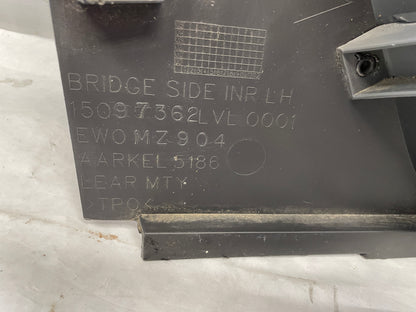 BRIDGE SIDE INR LH
15097362 LVL 0001
EWO MZ904
AARKEL 5186
LEAR MTY
>TPO<